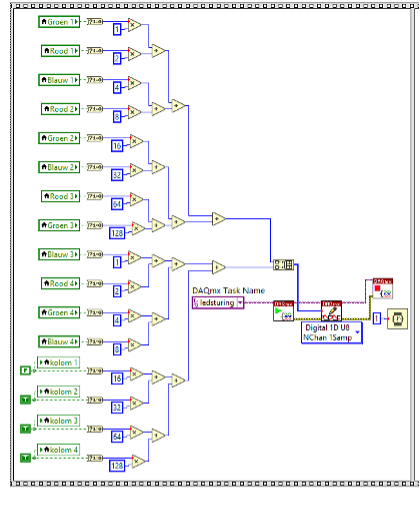 Groen 1
1
Rood 1
2
Blauw 1
4
Rood 2
8
Groen 2
16
Blauw 2
32
Rood 3
64
Groen 3
128
Blauw 3
1
Rood 4
2
Groen 4
4
Blauw 4
8
kolom 1
F
16
kolom 2
T
32
kolom 3
T
64
kolom 4
T
128
DAQmx Task Name
ledsturing
Digital 1D U8
NChan 1Samp
1